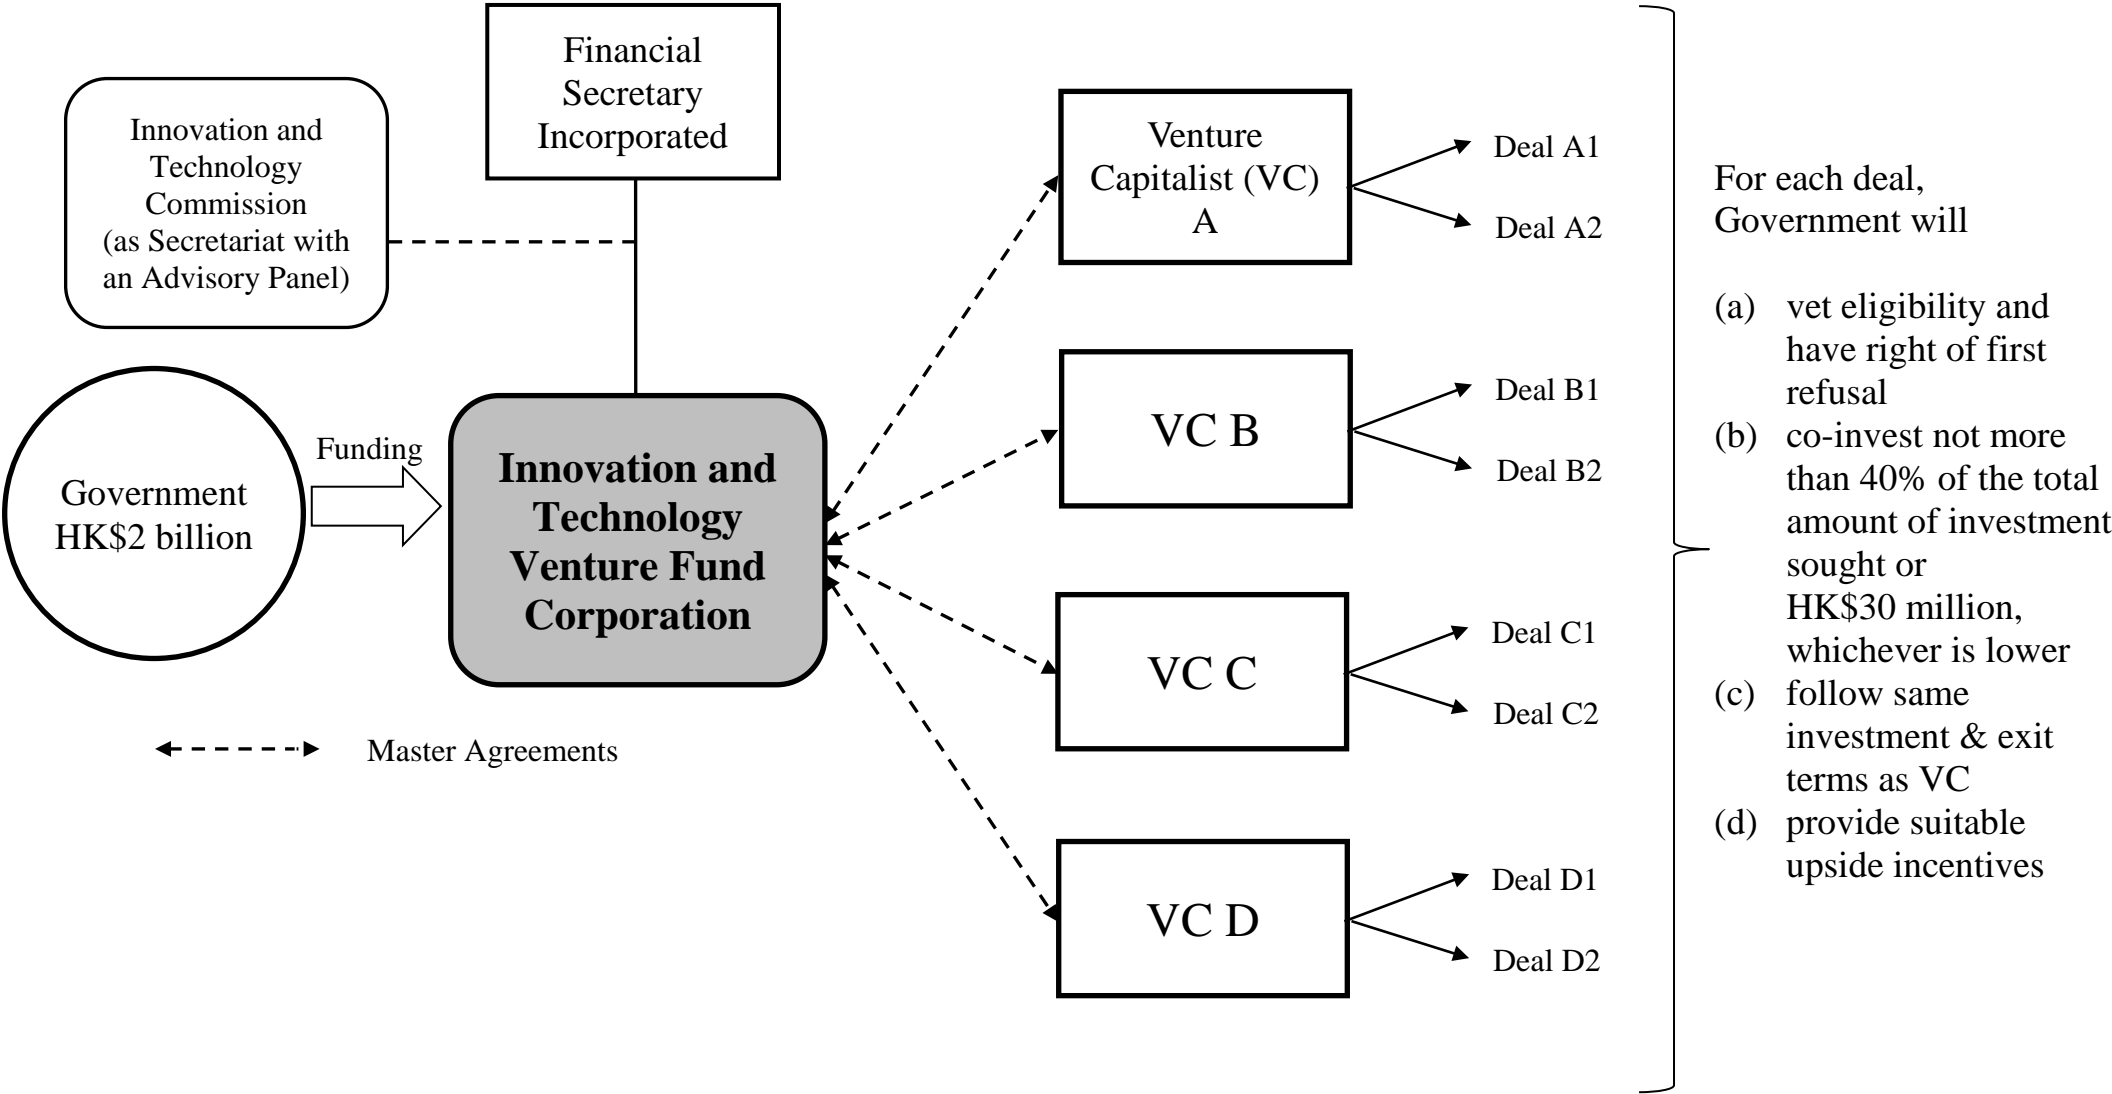 Financial
Secretary
Incorporated
Innovation and
Technology
Commission
(as Secretariat with
an Advisory Panel)
Government
HK$2 billion
Funding
Innovation and
Technology
Venture Fund
Corporation
Master Agreements
Venture
Capitalist (VC)
A
Deal A1
Deal A2
VC B
Deal B1
Deal B2
VC C
Deal C1
Deal C2
VC D
Deal D1
Deal D2
For each deal,
Government will
(a) vet eligibility and
have right of first
refusal
(b) co-invest not more
than 40% of the total
amount of investment
sought or
HK$30 million,
whichever is lower
(c) follow same
investment & exit
terms as VC
(d) provide suitable
upside incentives